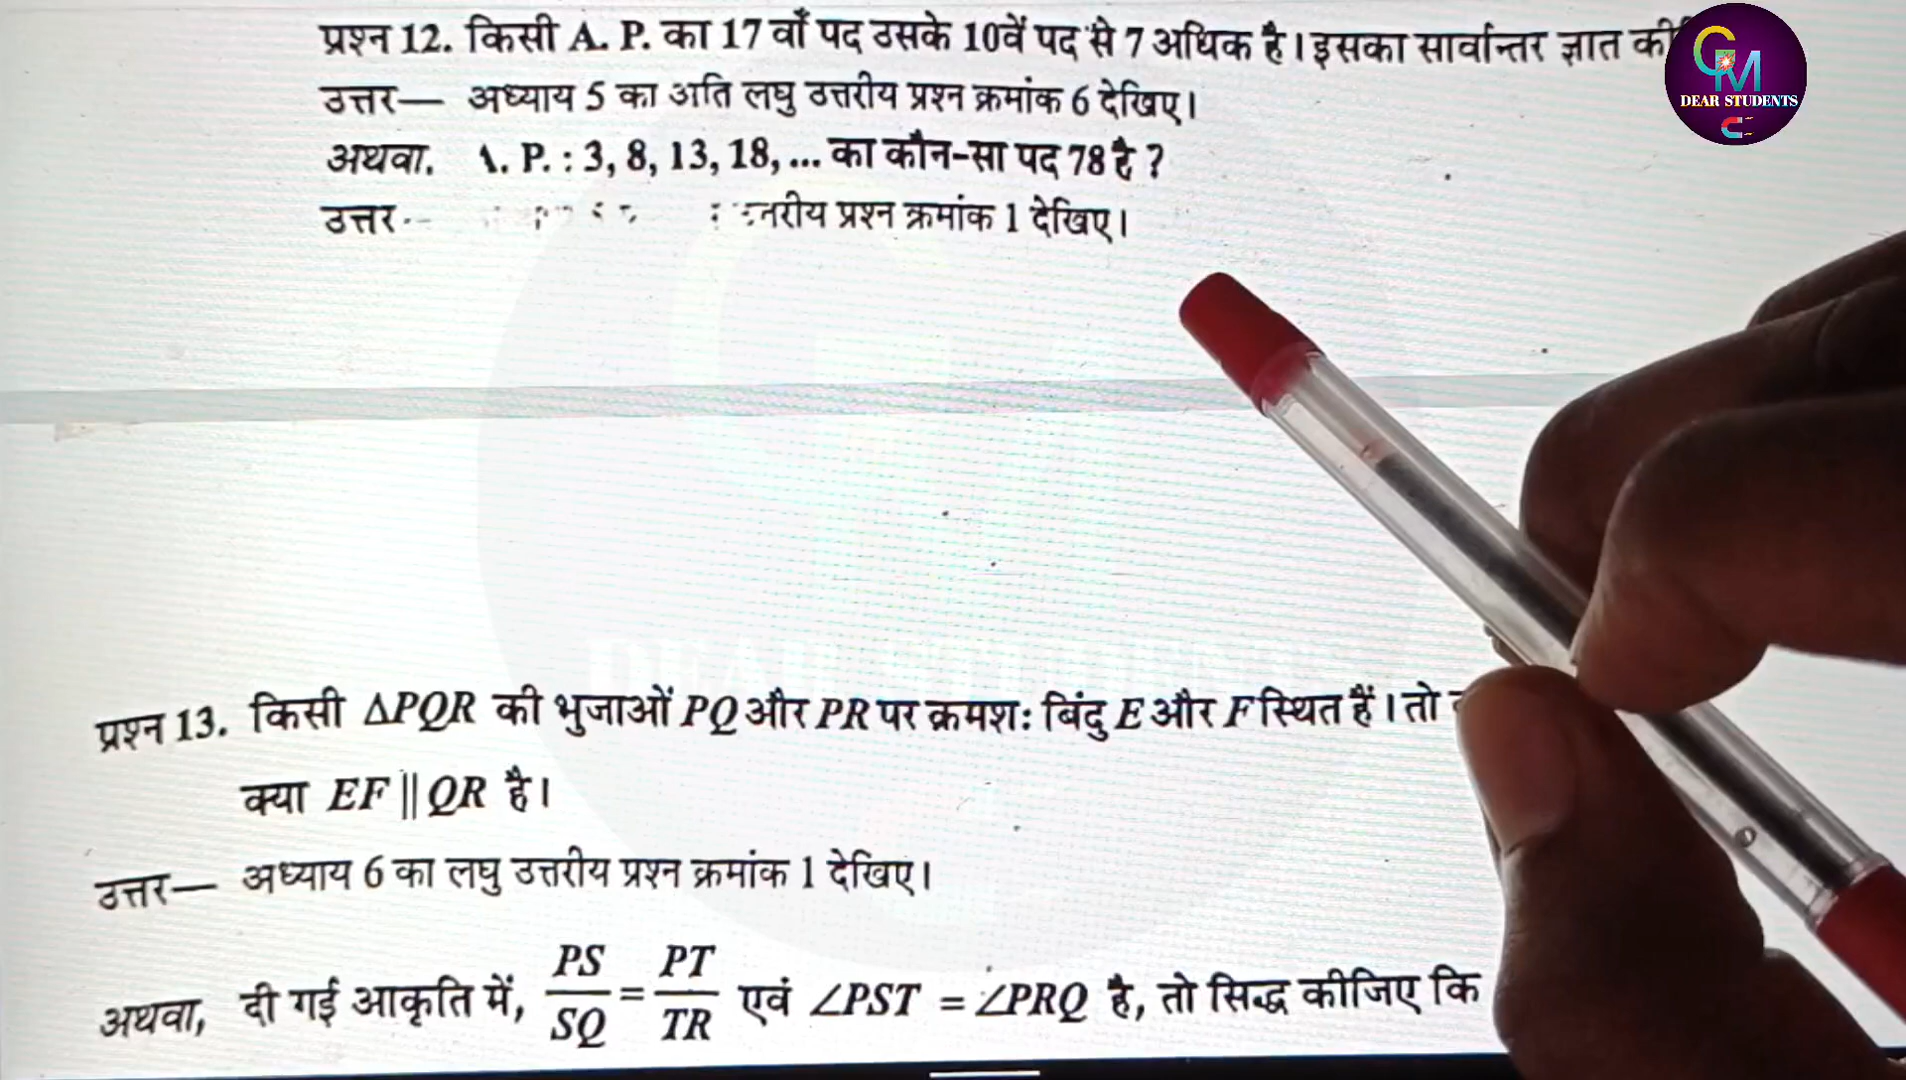 प्रश्न 12. किसी A. P. का 17 वाँ पद उसके 10वें पद से 7 अधिक है। इसका सार्वान्तर ज्ञात
GM
DEAR STUDENTS
उत्तर— अध्याय 5 का अति लघु उत्तरीय प्रश्न क्रमांक 6 देखिए।
अथवा, P. : 3, 8, 13, 18, ... का कौन-सा पद 78 है ?
उत्तर- प्रश्न क्रमांक 1 देखिए।
प्रश्न 13. किसी ΔPQR की भुजाओं PQ और PR पर क्रमशः बिंदु E और F स्थित हैं। तो
क्या EF || QR है।
उत्तर— अध्याय 6 का लघु उत्तरीय प्रश्न क्रमांक 1 देखिए।
अथवा, दी गई आकृति में, PS/SQ = PT/TR एवं ∠PST = ∠PRQ है, तो सिद्ध कीजिए कि